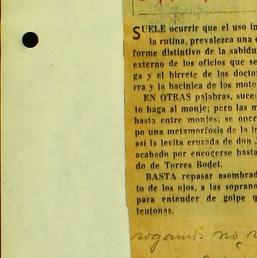 SUELE ocurrir que el uso in
la rutina, prevalezca una
forme distintivo de la sabidu
externo de los oficios que se
ga y el birrete de los docto
rra y la bacinica de los moto
EN OTRAS palabras, suce
to haga al monje; pero las m
hasta entre monjes; se oper
po una metamorfosis de la in
así la levita cruzada de don
acabado por encogerse hasta
do de Torres Bodet.
BASTA repasar asombrad
to de los ojos, a las soprano
para entender de golpe q
teutonas.
no